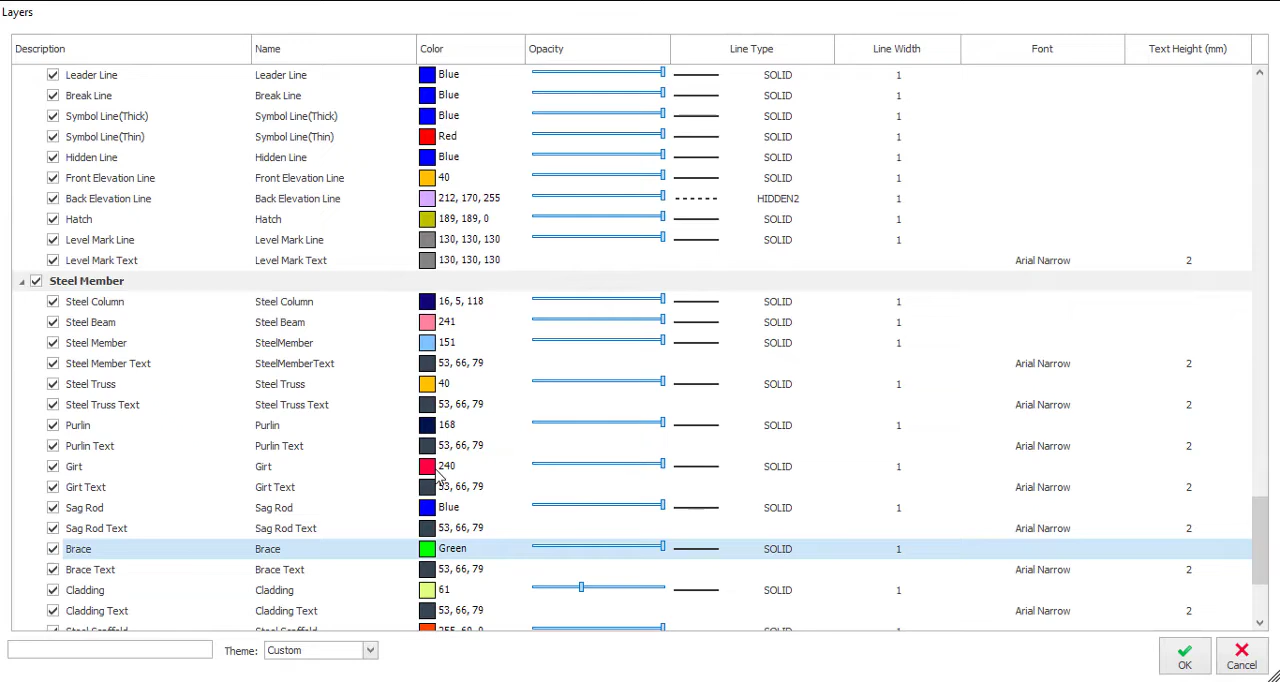 Layers
Description Name Color Opacity Line Type Line Width Font Text Height (mm)
Leader Line Leader Line Blue SOLID 1
Break Line Break Line Blue SOLID 1
Symbol Line(Thick) Symbol Line(Thick) Blue SOLID 1
Symbol Line(Thin) Symbol Line(Thin) Red SOLID 1
Hidden Line Hidden Line Blue SOLID 1
Front Elevation Line Front Elevation Line 40 SOLID 1
Back Elevation Line Back Elevation Line 212, 170, 255 HIDDEN2 1
Hatch Hatch 189, 189, 0 SOLID 1
Level Mark Line Level Mark Line 130, 130, 130 SOLID 1
Level Mark Text Level Mark Text 130, 130, 130 Arial Narrow 2
Steel Member
Steel Column Steel Column 16, 5, 118 SOLID 1
Steel Beam Steel Beam 241 SOLID 1
Steel Member SteelMember 151 SOLID 1
Steel Member Text SteelMemberText 53, 66, 79 Arial Narrow 2
Steel Truss Steel Truss 40 SOLID 1
Steel Truss Text Steel Truss Text 53, 66, 79 Arial Narrow 2
Purlin Purlin 168 SOLID 1
Purlin Text Purlin Text 53, 66, 79 Arial Narrow 2
Girt Girt 240 SOLID 1
Girt Text Girt Text 53, 66, 79 Arial Narrow 2
Sag Rod Sag Rod Blue SOLID 1
Sag Rod Text Sag Rod Text 53, 66, 79 Arial Narrow 2
Brace Brace Green SOLID 1
Brace Text Brace Text 53, 66, 79 Arial Narrow 2
Cladding Cladding 61 SOLID 1
Cladding Text Cladding Text 53, 66, 79 Arial Narrow 2
Theme: Custom OK Cancel